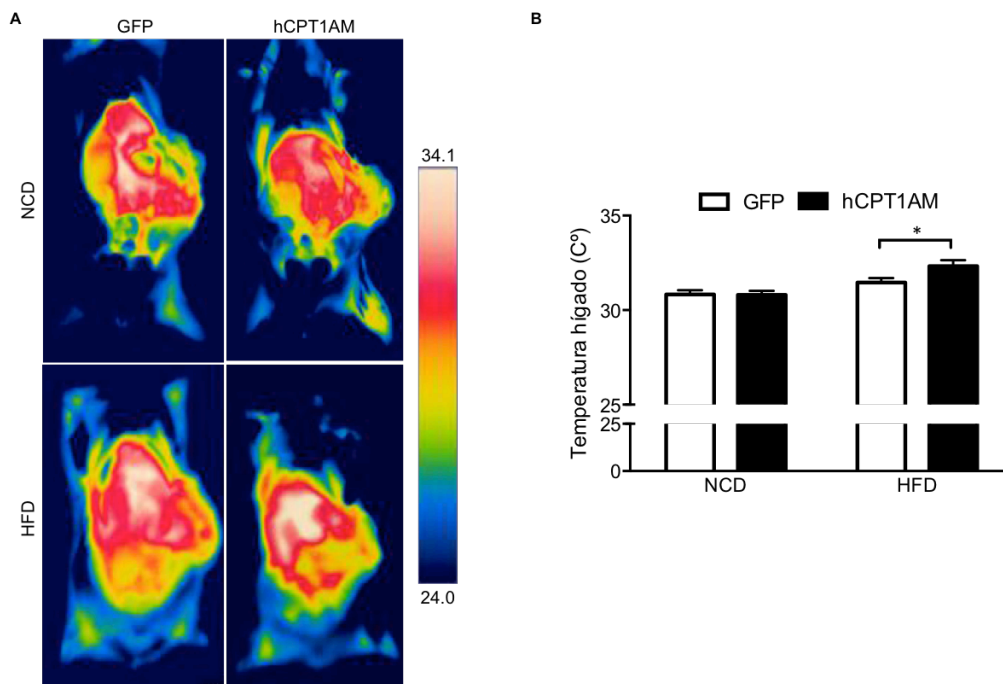 A
GFP
hCPT1AM
NCD
HFD
34.1
24.0
B
GFP
hCPT1AM
*
35
30
25
25
0
Temperatura hígado (Cº)
NCD
HFD